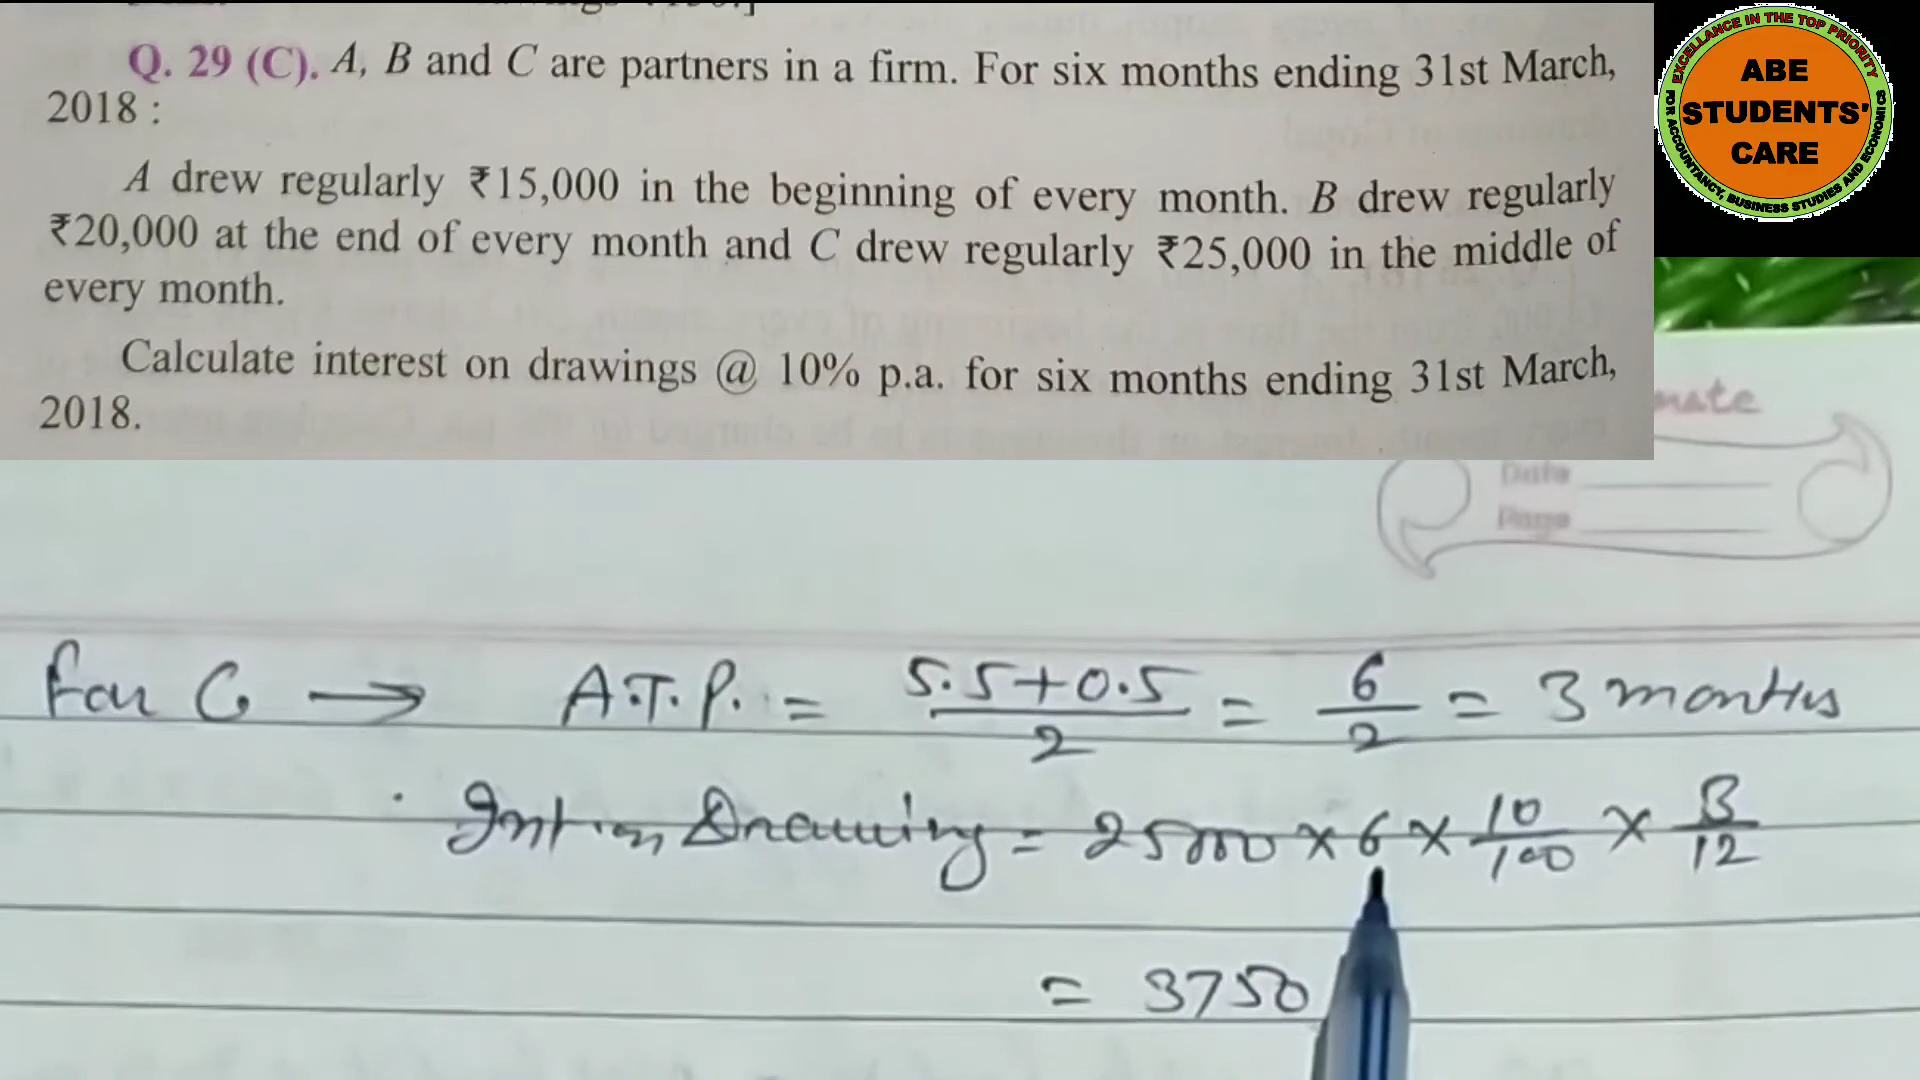 Q. 29 (C). A, B and C are partners in a firm. For six months ending 31st March,
2018 :
A drew regularly ₹15,000 in the beginning of every month. B drew regularly
₹20,000 at the end of every month and C drew regularly ₹25,000 in the middle of
every month.
Calculate interest on drawings @ 10% p.a. for six months ending 31st March,
2018.
EXCELLANCE IN THE TOP PRIORITY
ABE
STUDENTS'
CARE
FOR ACCOUNTANCY, BUSINESS STUDIES AND ECONOMICS
Date
Page
For C → A.T.P. = 5.5+0.5/2 = 6/2 = 3 months
Int on Drawing = 25000 × 6 × 10/100 × 3/12
= 3750